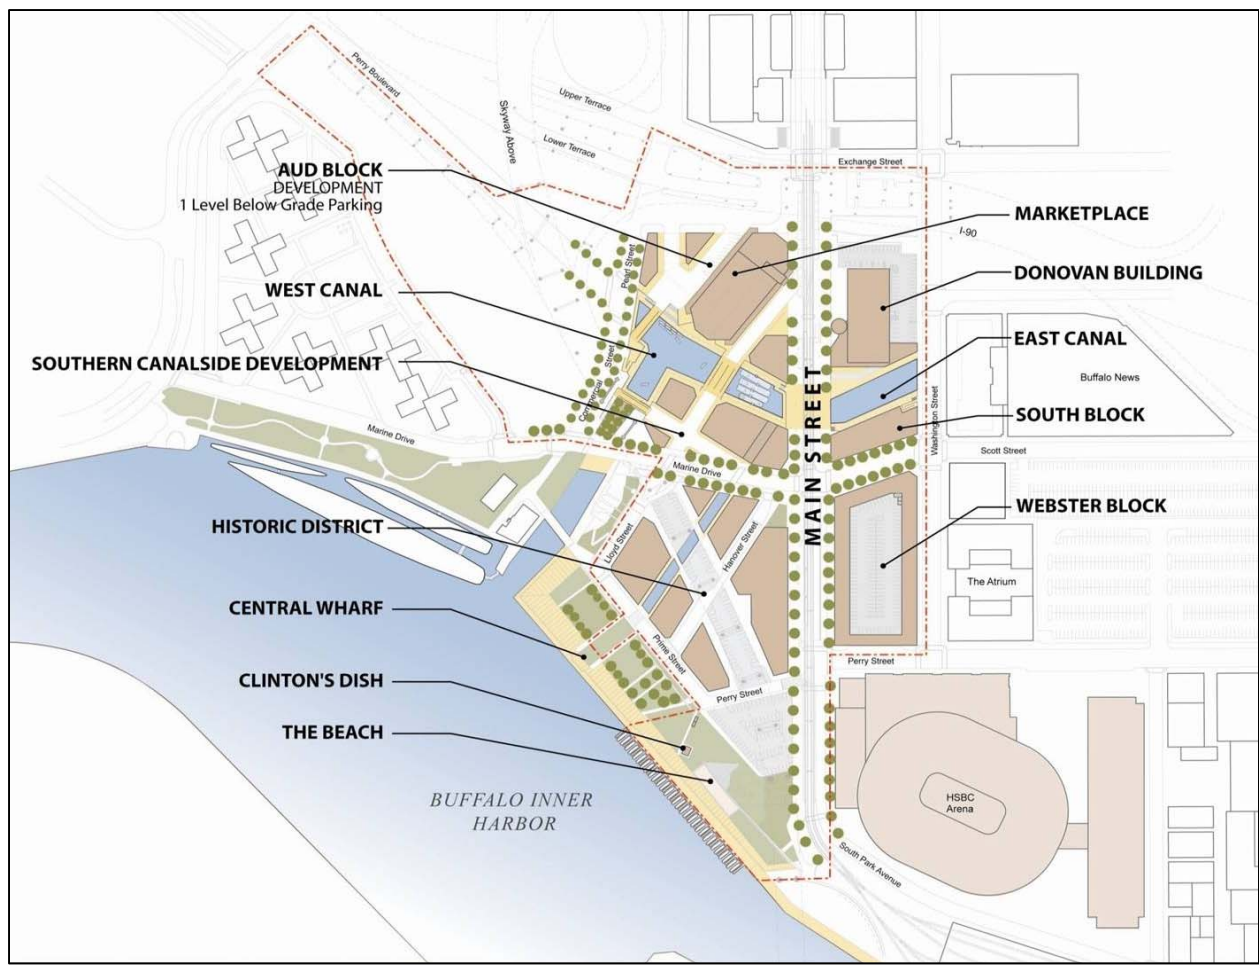 Perry Boulevard
Upper Terrace
Skyway Above
Lower Terrace
Exchange Street
AUD BLOCK
DEVELOPMENT
1 Level Below Grade Parking
MARKETPLACE
I-90
Pearl Street
DONOVAN BUILDING
WEST CANAL
EAST CANAL
SOUTHERN CANALSIDE DEVELOPMENT
Commercial Street
MAIN STREET
Washington Street
Buffalo News
SOUTH BLOCK
Marine Drive
Scott Street
Marine Drive
WEBSTER BLOCK
HISTORIC DISTRICT
Lloyd Street
Hanover Street
The Atrium
CENTRAL WHARF
Prime Street
Perry Street
CLINTON'S DISH
Perry Street
THE BEACH
BUFFALO INNER
HARBOR
HSBC
Arena
South Park Avenue